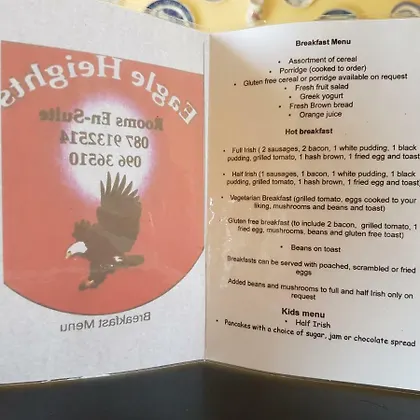 Eagle Heights
Rooms En-Suite
087 9132514
096 36510
Breakfast Menu
Breakfast Menu
• Assortment of cereal
• Porridge (cooked to order)
• Gluten free cereal or porridge available on request
• Fresh fruit salad
• Greek yogurt
• Fresh Brown bread
• Orange juice
Hot breakfast
• Full Irish (2 sausages, 2 bacon, 1 white pudding, 1 black
pudding, grilled tomato, 1 hash brown, 1 fried egg and toast)
• Half Irish (1 sausages, 1 bacon, 1 white pudding, 1 black
pudding, grilled tomato, 1 hash brown, 1 fried egg and toast)
• Vegetarian Breakfast (grilled tomato, eggs cooked to your
liking, mushrooms and beans and toast)
Gluten free breakfast (to include 2 bacon, grilled tomato, 1
fried egg, mushrooms, beans and gluten free toast)
• Beans on toast
Breakfasts can be served with poached, scrambled or fried
eggs
Added beans and mushrooms to full and half Irish only on
request
Kids menu
• Half Irish
• Pancakes with a choice of sugar, jam or chocolate spread